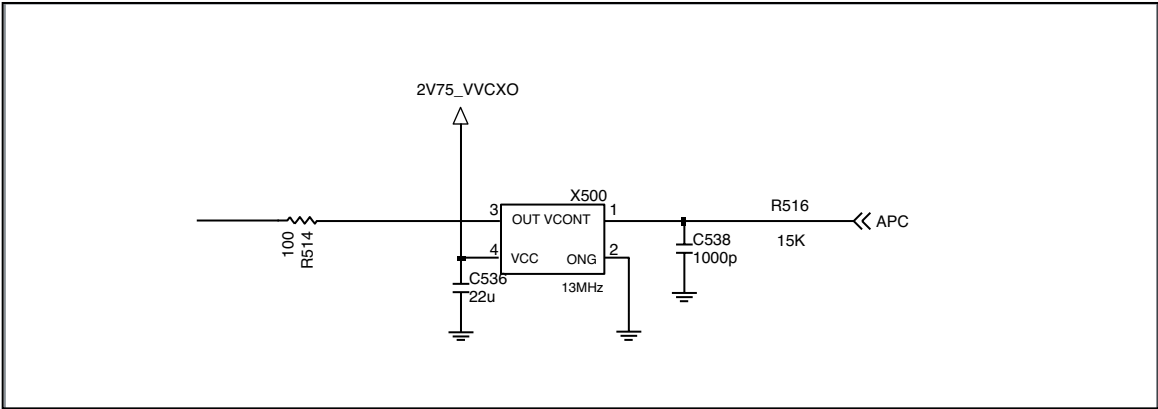 2V75_VVCXO
X500
3
OUT VCONT
1
R516
APC
100
R514
4
VCC
ONG
2
C538
15K
1000p
C536
22u
13MHz